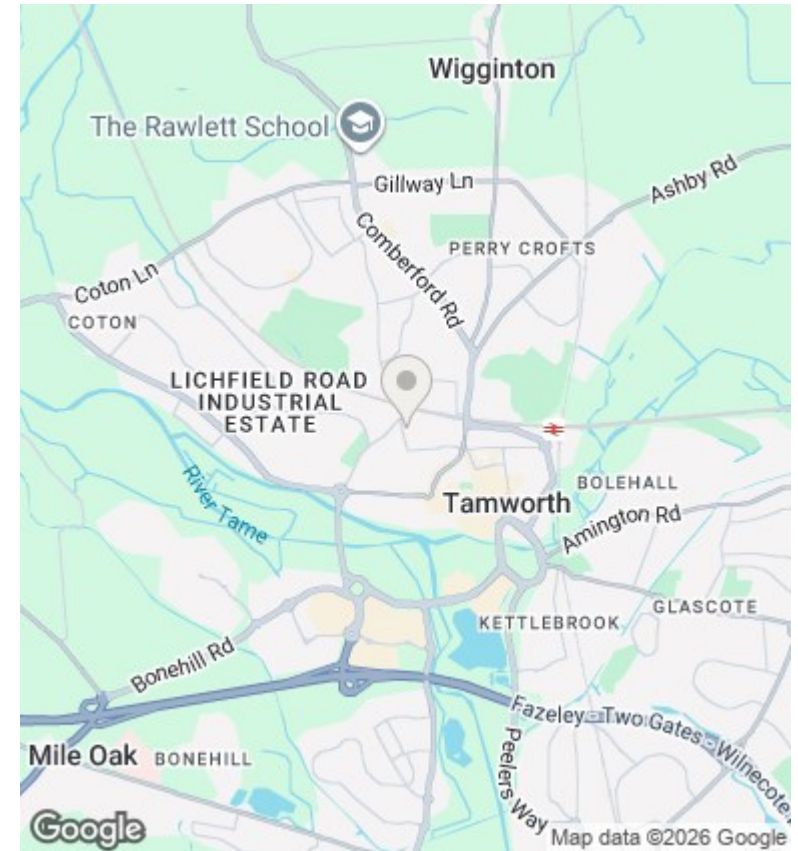 Wigginton
The Rawlett School
Gillway Ln
Ashby Rd
Comberford Rd
PERRY CROFTS
Coton Ln
COTON
LICHFIELD ROAD
INDUSTRIAL
ESTATE
River Tame
Tamworth
BOLEHALL
Amington Rd
GLASCOTE
KETTLEBROOK
Bonehill Rd
Fazeley - Two Gates - Wilnecote
Mile Oak
BONEHILL
Peelers Way
Google
Map data ©2026 Google